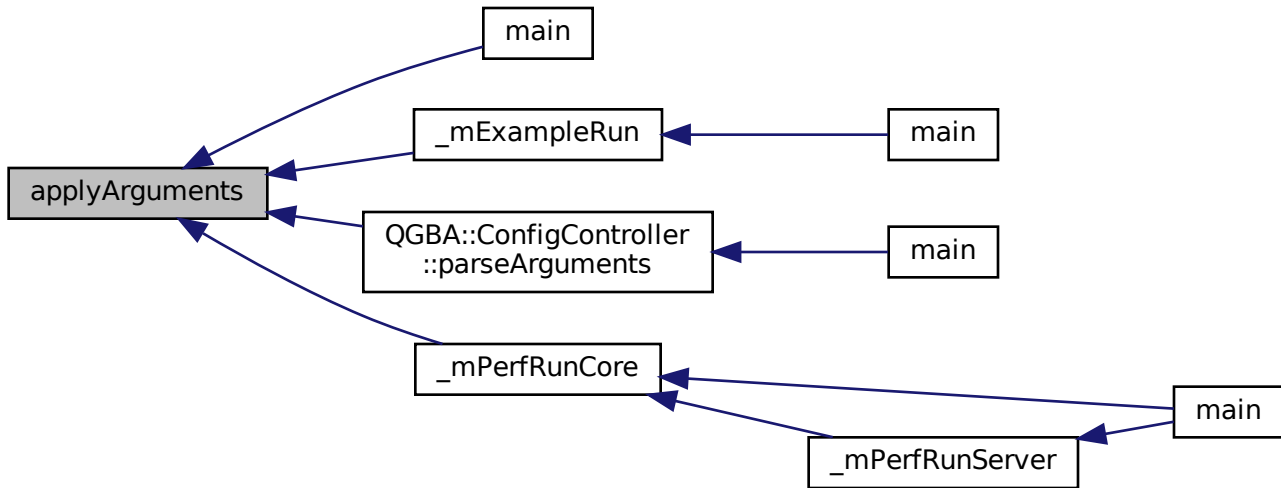 main
_mExampleRun
main
applyArguments
QGBA::ConfigController
::parseArguments
main
_mPerfRunCore
main
_mPerfRunServer